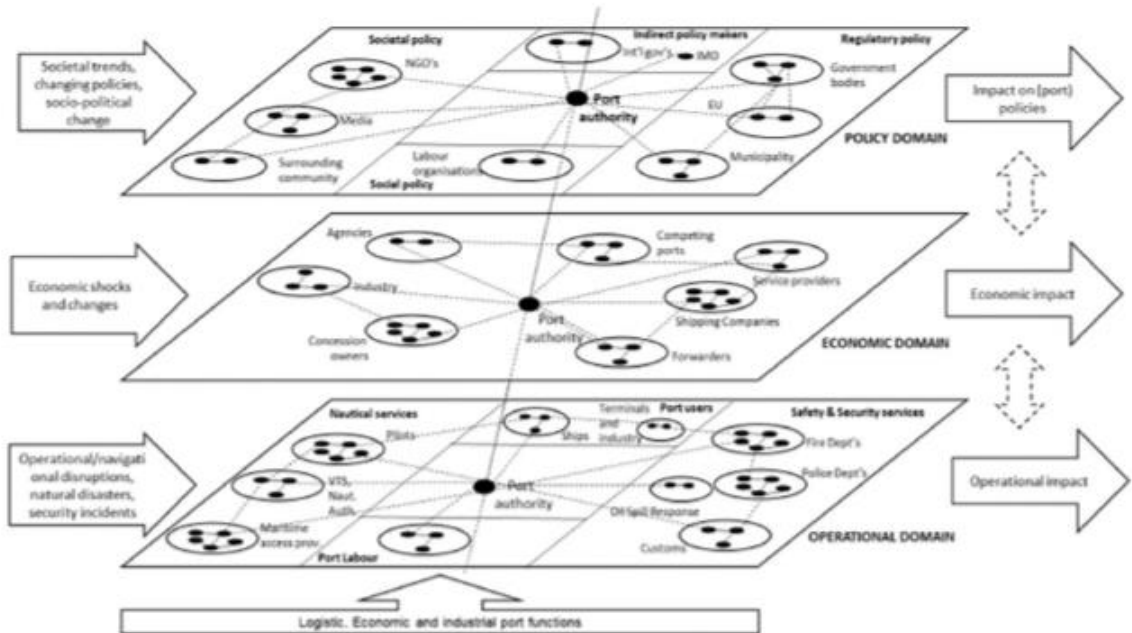 Societal trends,
changing policies,
socio-political
change
Societal policy
NGO's
Media
Surrounding
community
Indirect policy makers
Int'l gov's
IMO
Port
authority
Labour
organisations
Social policy
Regulatory policy
Government
bodies
EU
Municipality
POLICY DOMAIN
Impact on (port)
policies
Economic shocks
and changes
Agencies
Industry
Concession
owners
Port
authority
Competing
ports
Service providers
Shipping Companies
Forwarders
ECONOMIC DOMAIN
Economic impact
Operational/navigati
onal disruptions,
natural disasters,
security incidents
Nautical services
Pilots
VTS,
Naut.
Auth.
Maritime
access prov.
Port Labour
Ships
Terminals
and
industry
Port users
Port
authority
Safety & Security services
Fire Dept's
Police Dept's
Oil Spill Response
Customs
OPERATIONAL DOMAIN
Operational impact
Logistic. Economic and industrial port functions